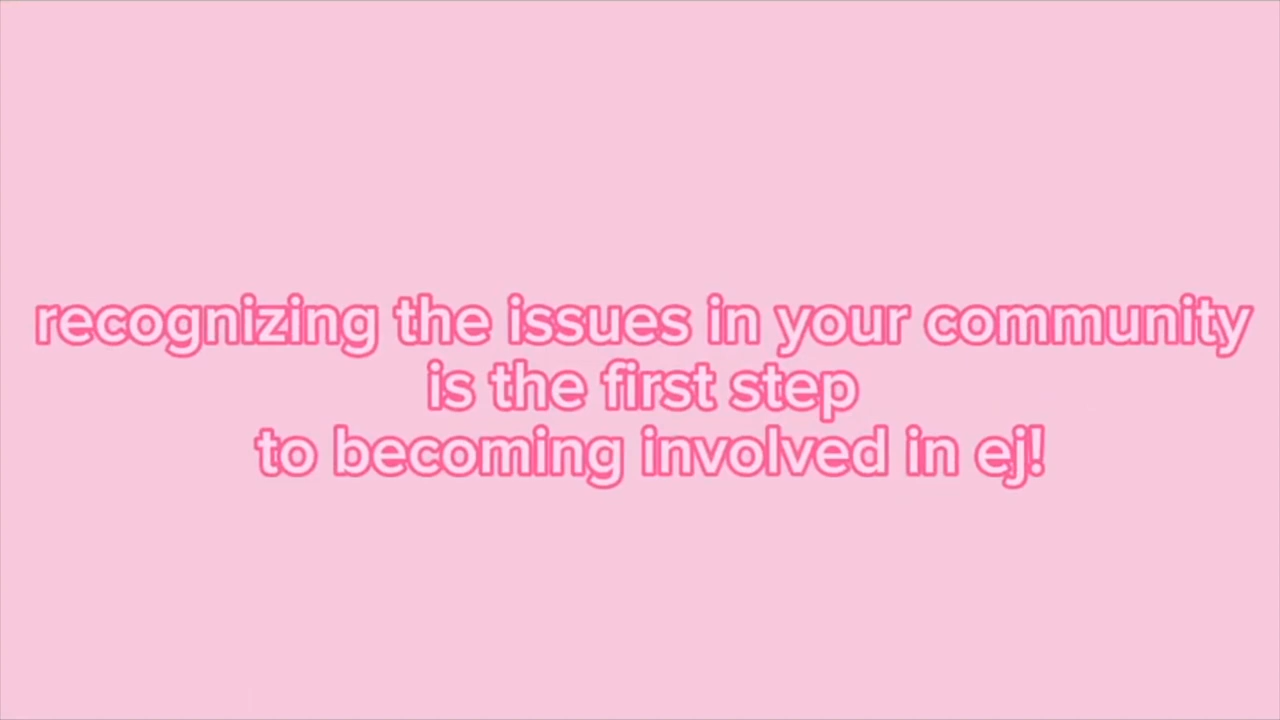 recognizing the issues in your community
is the first step
to becoming involved in ej!